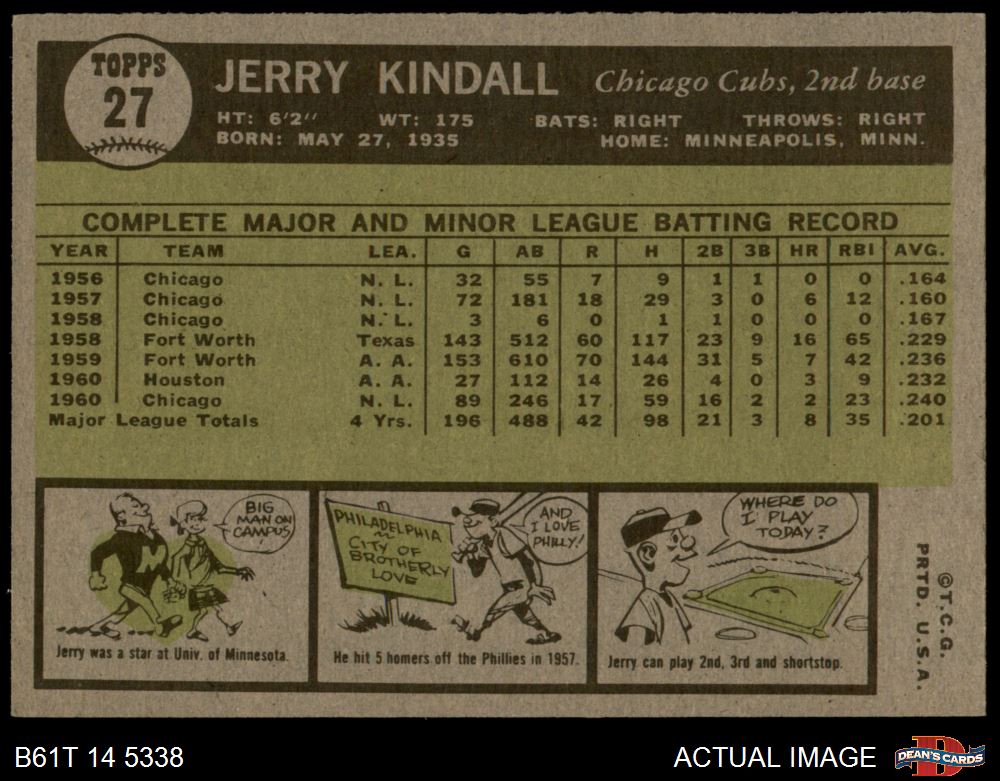 TOPPS
27
JERRY KINDALL Chicago Cubs, 2nd base
HT: 6'2" WT: 175 BATS: RIGHT THROWS: RIGHT
BORN: MAY 27, 1935 HOME: MINNEAPOLIS, MINN.
COMPLETE MAJOR AND MINOR LEAGUE BATTING RECORD
YEAR TEAM LEA. G AB R H 2B 3B HR RBI AVG.
1956 Chicago N. L. 32 55 7 9 1 1 0 0 .164
1957 Chicago N. L. 72 181 18 29 3 0 6 12 .160
1958 Chicago N. L. 3 6 0 1 1 0 0 0 .167
1958 Fort Worth Texas 143 512 60 117 23 9 16 65 .229
1959 Fort Worth A. A. 153 610 70 144 31 5 7 42 .236
1960 Houston A. A. 27 112 14 26 4 0 3 9 .232
1960 Chicago N. L. 89 246 17 59 16 2 2 23 .240
Major League Totals 4 Yrs. 196 488 42 98 21 3 8 35 .201
BIG
MAN ON
CAMPUS!
Jerry was a star at Univ. of Minnesota.
PHILADELPHIA
~
CITY OF
BROTHERLY
LOVE
AND
I LOVE
PHILLY!
He hit 5 homers off the Phillies in 1957.
WHERE DO
I PLAY
TODAY?
Jerry can play 2nd, 3rd and shortstop.
M
©T.C.G.
PRTD. U.S.A.
B61T 14 5338
ACTUAL IMAGE
D
DEAN'S CARDS